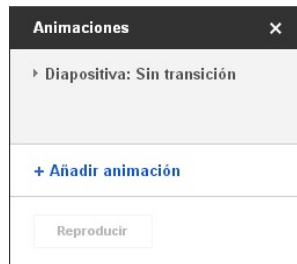 Animaciones ×
Diapositiva: Sin transición
+ Añadir animación
Reproducir